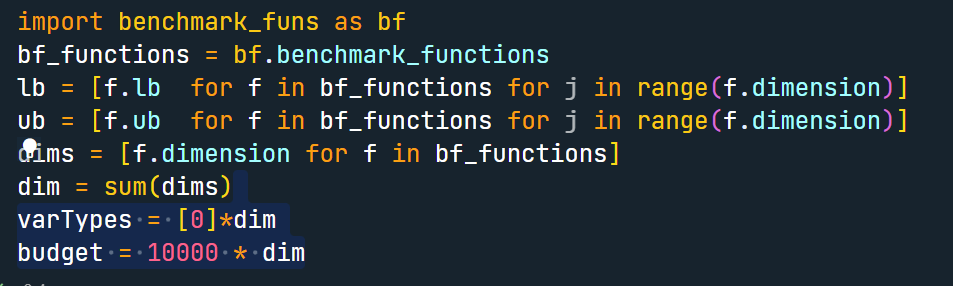 import benchmark_funs as bf
bf_functions = bf.benchmark_functions
lb = [f.lb  for f in bf_functions for j in range(f.dimension)]
ub = [f.ub  for f in bf_functions for j in range(f.dimension)]
dims = [f.dimension for f in bf_functions]
dim = sum(dims)
varTypes = [0]*dim
budget = 10000 * dim